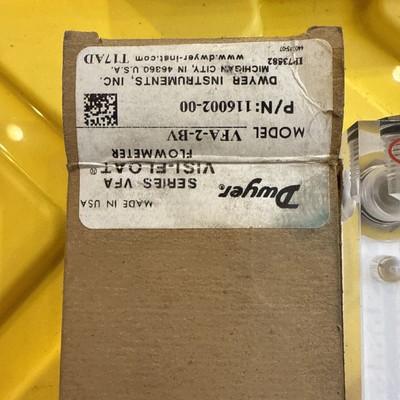 Dwyer®
MADE IN USA
SERIES VFA
VISI-FLOAT®
FLOWMETER
MODEL VFA-2-BV
P/N: 116002-00
DWYER INSTRUMENTS, INC.
MICHIGAN CITY, IN 46360 U.S.A.
www.dwyer-inst.com T17AD
IP73582